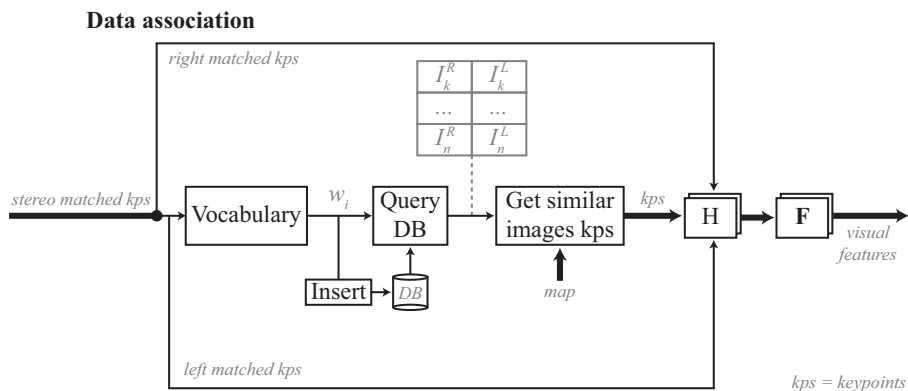 Data association
right matched kps
I_k^R I_k^L
... ...
I_n^R I_n^L
stereo matched kps
Vocabulary
w_i
Query
DB
Get similar
images kps
kps
H
F
visual
features
Insert
DB
map
left matched kps
kps = keypoints